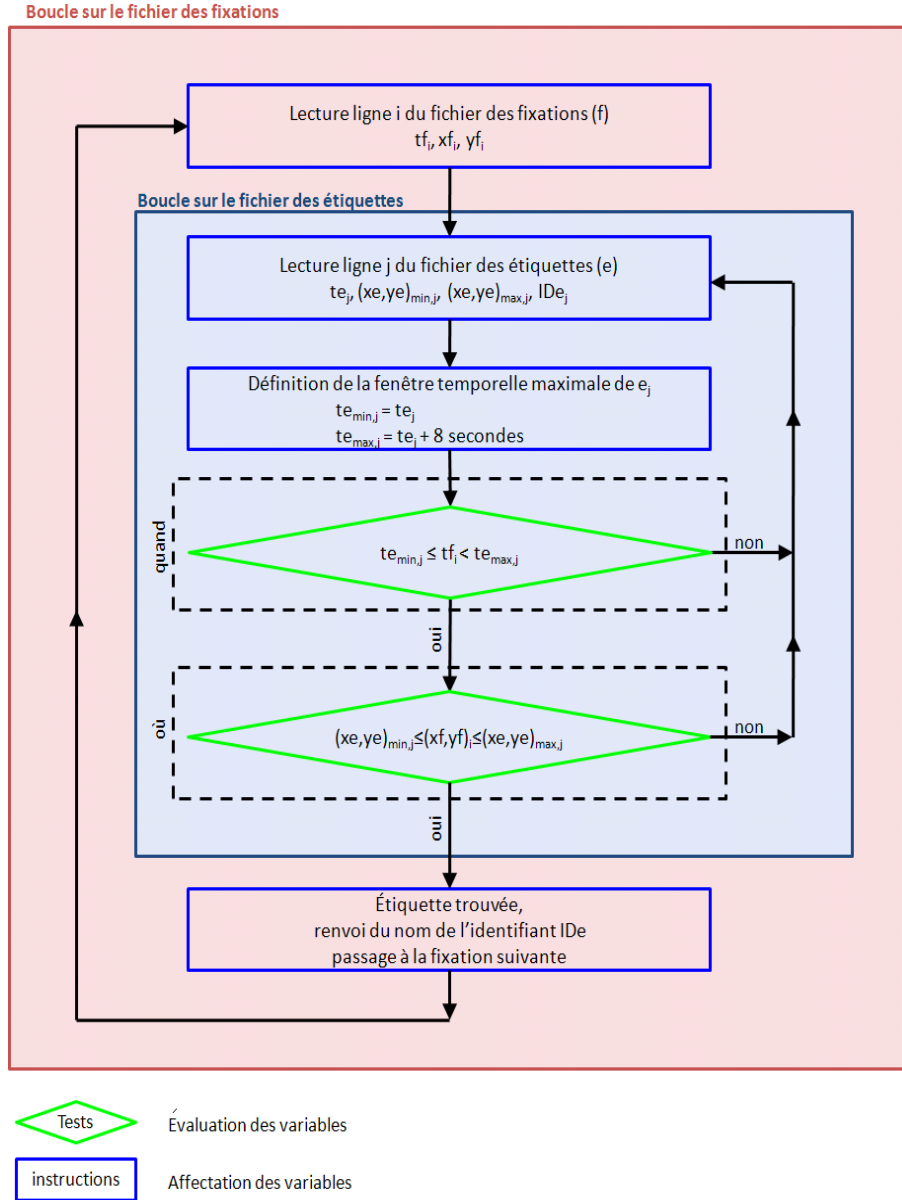 Boucle sur le fichier des fixations
Lecture ligne i du fichier des fixations (f)
tfᵢ, xfᵢ, yfᵢ
Boucle sur le fichier des étiquettes
Lecture ligne j du fichier des étiquettes (e)
teⱼ, (xe,ye)min,j, (xe,ye)max,j, IDeⱼ
Définition de la fenêtre temporelle maximale de eⱼ
temin,j = teⱼ
temax,j = teⱼ + 8 secondes
quand
temin,j ≤ tfᵢ < temax,j
non
oui
où
(xe,ye)min,j≤(xf,yf)ᵢ≤(xe,ye)max,j
non
oui
Étiquette trouvée,
renvoi du nom de l'identifiant IDe
passage à la fixation suivante
Tests
Évaluation des variables
instructions
Affectation des variables